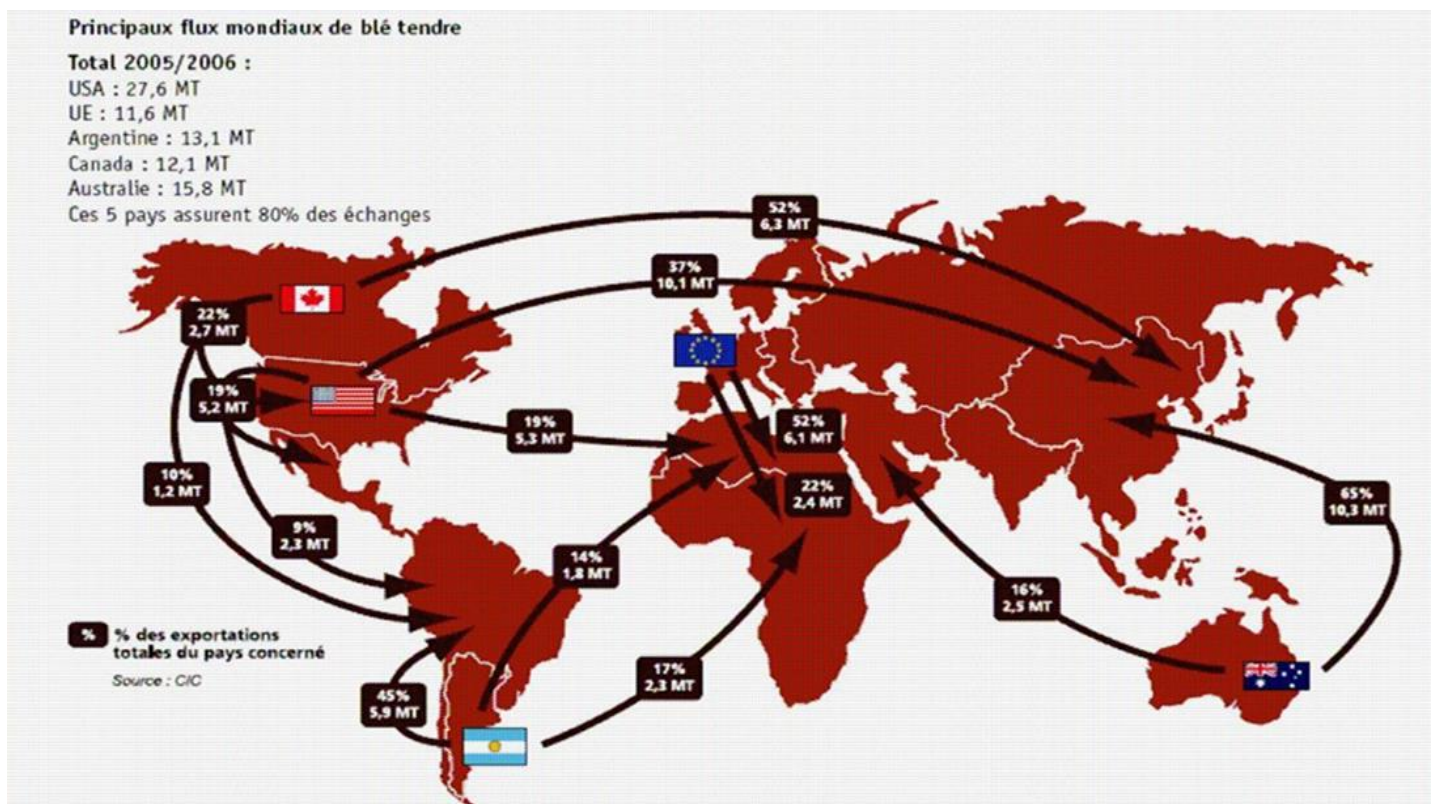 Principaux flux mondiaux de blé tendre
Total 2005/2006 :
USA : 27,6 MT
UE : 11,6 MT
Argentine : 13,1 MT
Canada : 12,1 MT
Australie : 15,8 MT
Ces 5 pays assurent 80% des échanges
52%
6,3 MT
37%
10,1 MT
22%
2,7 MT
19%
5,2 MT
19%
5,3 MT
52%
6,1 MT
22%
2,4 MT
10%
1,2 MT
65%
10,3 MT
9%
2,3 MT
14%
1,8 MT
16%
2,5 MT
% % des exportations
totales du pays concerné
Source : CIC
17%
2,3 MT
45%
5,9 MT